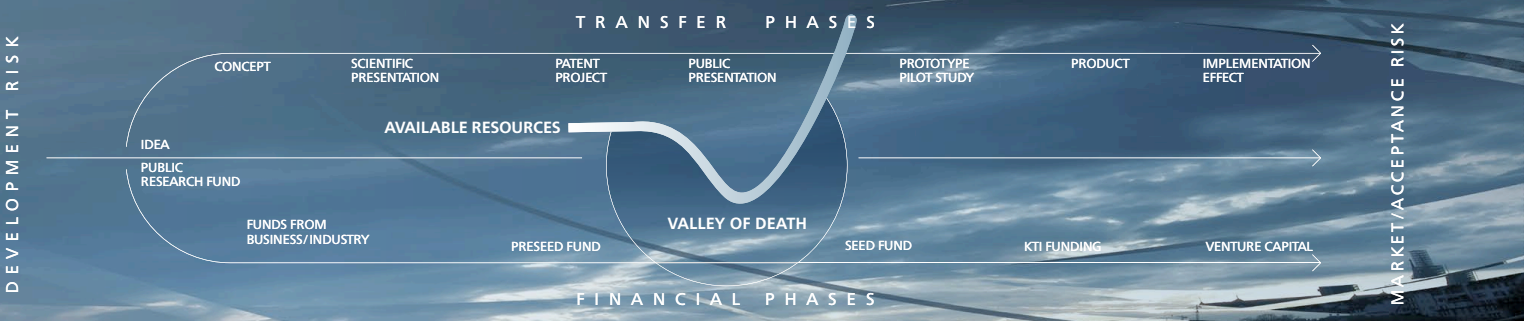 TRANSFER PHASES
DEVELOPMENT RISK
MARKET/ACCEPTANCE RISK
CONCEPT
SCIENTIFIC
PRESENTATION
PATENT
PROJECT
PUBLIC
PRESENTATION
PROTOTYPE
PILOT STUDY
PRODUCT
IMPLEMENTATION
EFFECT
AVAILABLE RESOURCES
IDEA
PUBLIC
RESEARCH FUND
FUNDS FROM
BUSINESS/INDUSTRY
VALLEY OF DEATH
PRESEED FUND
SEED FUND
KTI FUNDING
VENTURE CAPITAL
FINANCIAL PHASES